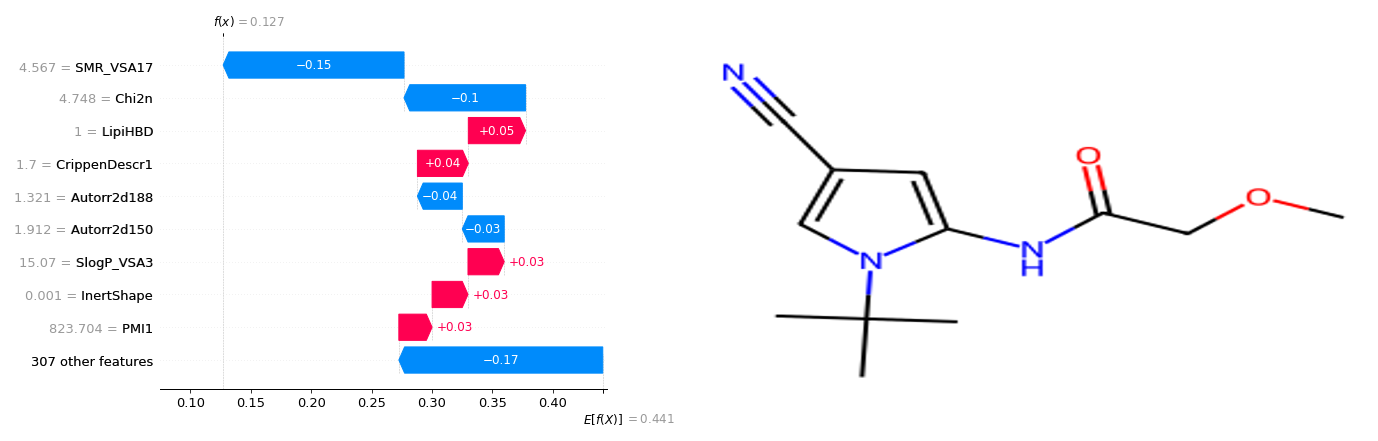 f(x) = 0.127
4.567 = SMR_VSA17 −0.15
4.748 = Chi2n −0.1
1 = LipiHBD +0.05
1.7 = CrippenDescr1 +0.04
1.321 = Autorr2d188 −0.04
1.912 = Autorr2d150 −0.03
15.07 = SlogP_VSA3 +0.03
0.001 = InertShape +0.03
823.704 = PMI1 +0.03
307 other features −0.17
0.10 0.15 0.20 0.25 0.30 0.35 0.40
E[f(X)] = 0.441
N
O
O
N
H
N